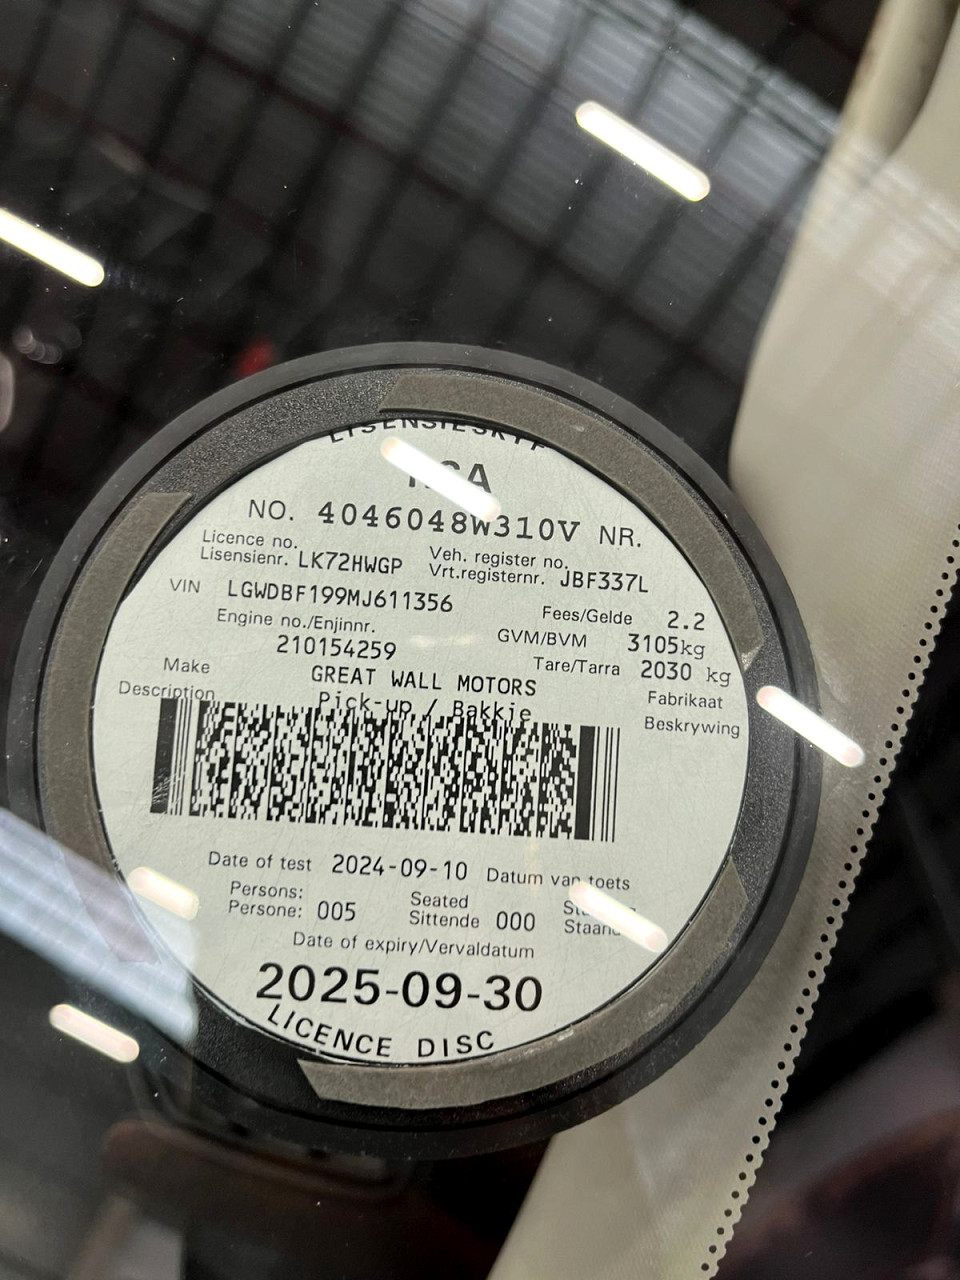 LISENSIESKYF
NO. 4046048W310V NR.
Licence no.
Lisensienr. LK72HWGP
Veh. register no.
Vrt.registernr. JBF337L
VIN LGWDBF199MJ611356
Fees/Gelde 2.2
Engine no./Enjinnr.
210154259
GVM/BVM 3105kg
Tare/Tarra 2030 kg
Make GREAT WALL MOTORS Fabrikaat
Description Pick-up / Bakkie Beskrywing
Date of test 2024-09-10 Datum van toets
Persons:
Persone: 005
Seated
Sittende 000
Staand
Date of expiry/Vervaldatum
2025-09-30
LICENCE DISC